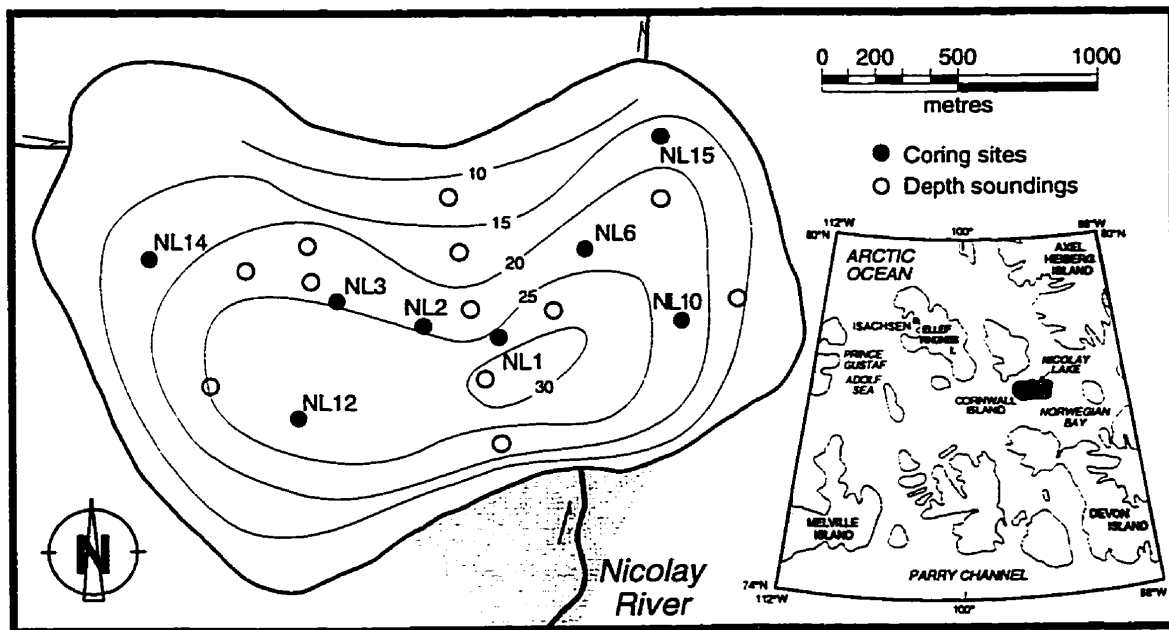 0 200 500 1000
metres
Coring sites
Depth soundings
NL15
10
15
NL14
NL6
20
NL3
25
NL2
NL10
NL1
30
NL12
N
Nicolay
River
112°W
80°N
100°
88°W
80°N
ARCTIC
OCEAN
AXEL
HEIBERG
ISLAND
ISACHSEN
ELLEF
RINGNES
I.
PRINCE
GUSTAF
ADOLF
SEA
NICOLAY
LAKE
CORNWALL
ISLAND
NORWEGIAN
BAY
MELVILLE
ISLAND
DEVON
ISLAND
PARRY CHANNEL
74°N
112°W
100°
88°W